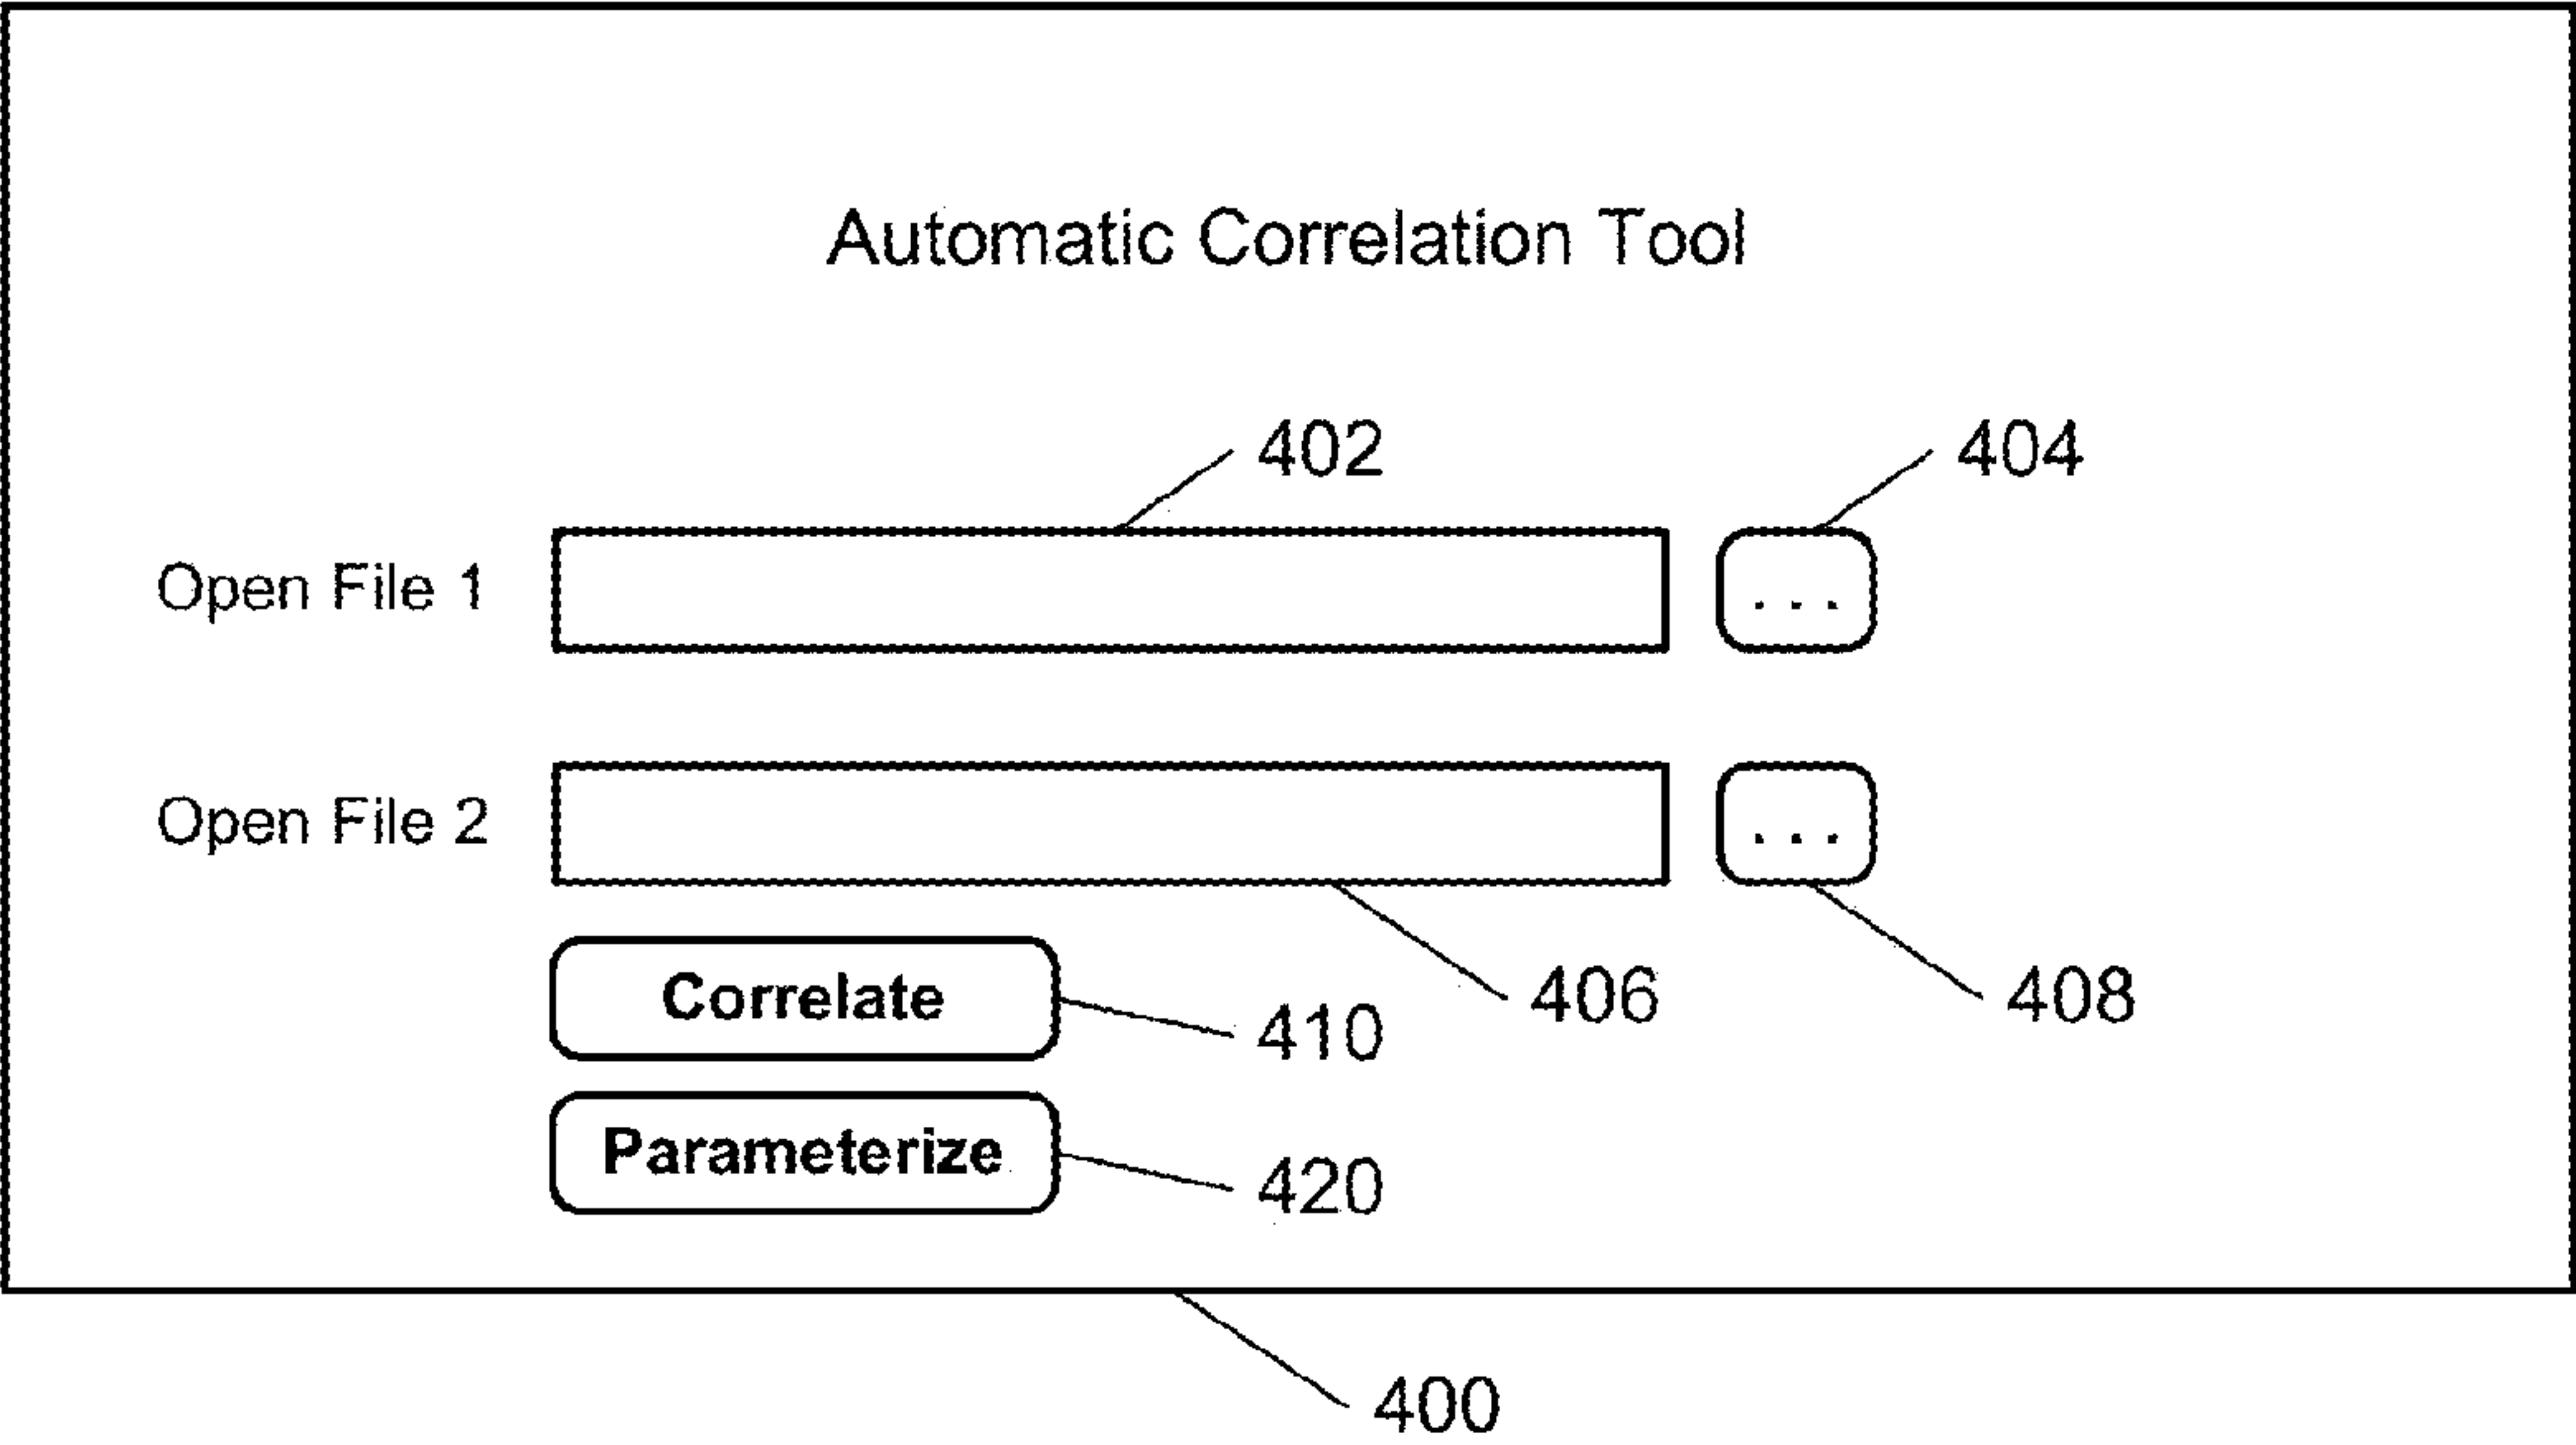 Automatic Correlation Tool
402 404
Open File 1 ...
Open File 2 ...
Correlate 410 406 408
Parameterize 420
400